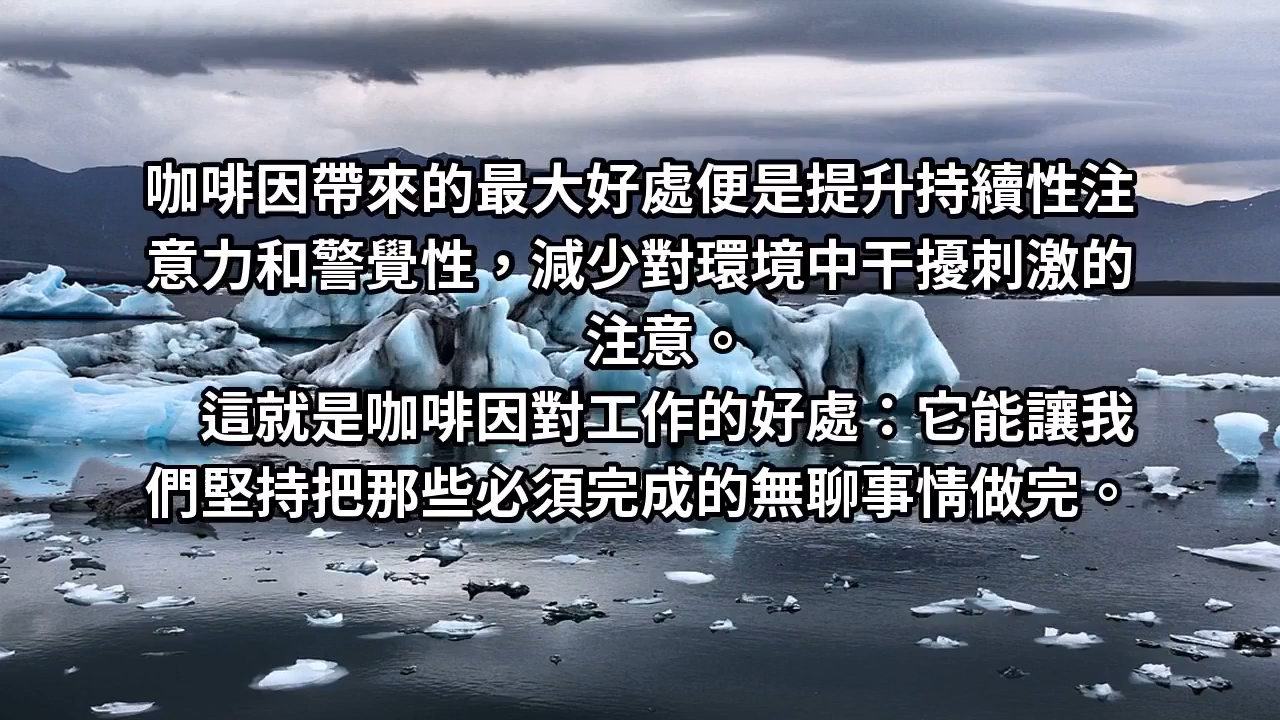 咖啡因帶來的最大好處便是提升持續性注
意力和警覺性，減少對環境中干擾刺激的
注意。
這就是咖啡因對工作的好處：它能讓我
們堅持把那些必須完成的無聊事情做完。